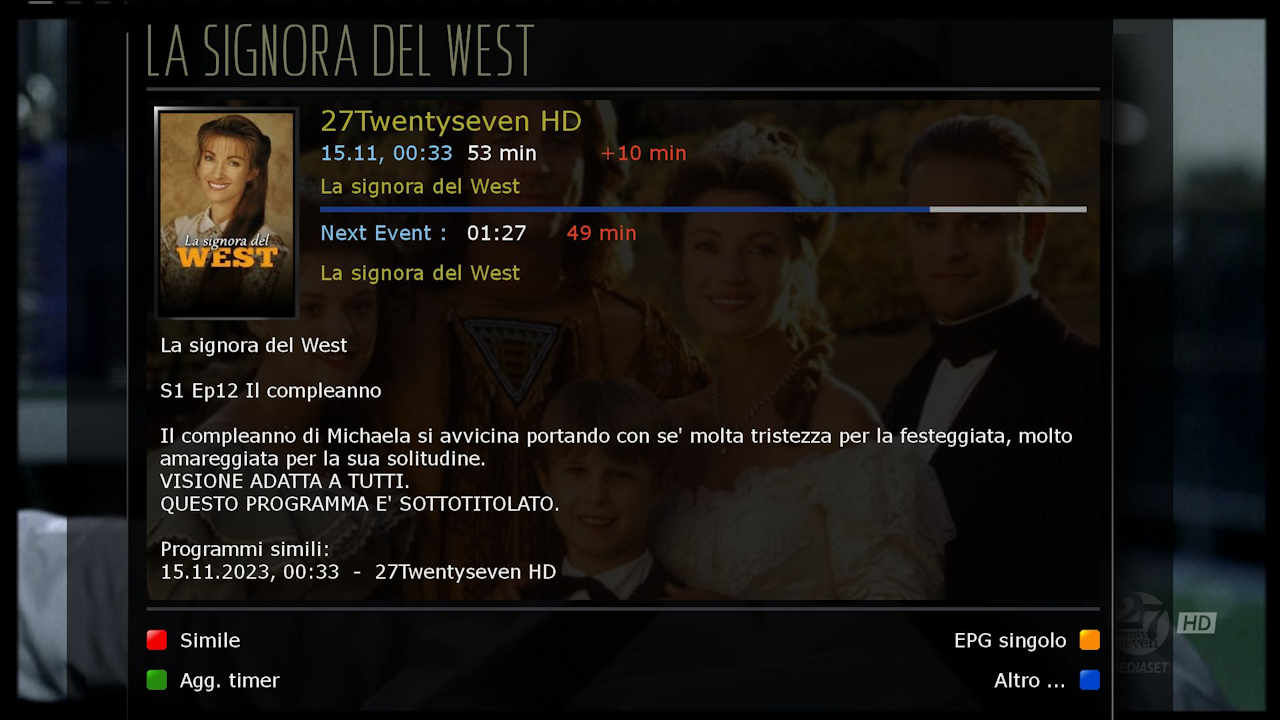 LA SIGNORA DEL WEST
27Twentyseven HD
15.11, 00:33 53 min +10 min
La signora del West
Next Event : 01:27 49 min
La signora del West
La signora del
WEST
La signora del West
S1 Ep12 Il compleanno
Il compleanno di Michaela si avvicina portando con se' molta tristezza per la festeggiata, molto
amareggiata per la sua solitudine.
VISIONE ADATTA A TUTTI.
QUESTO PROGRAMMA E' SOTTOTITOLATO.
Programmi simili:
15.11.2023, 00:33 - 27Twentyseven HD
Simile
EPG singolo
Agg. timer
Altro ...
27
HD
MEDIASET